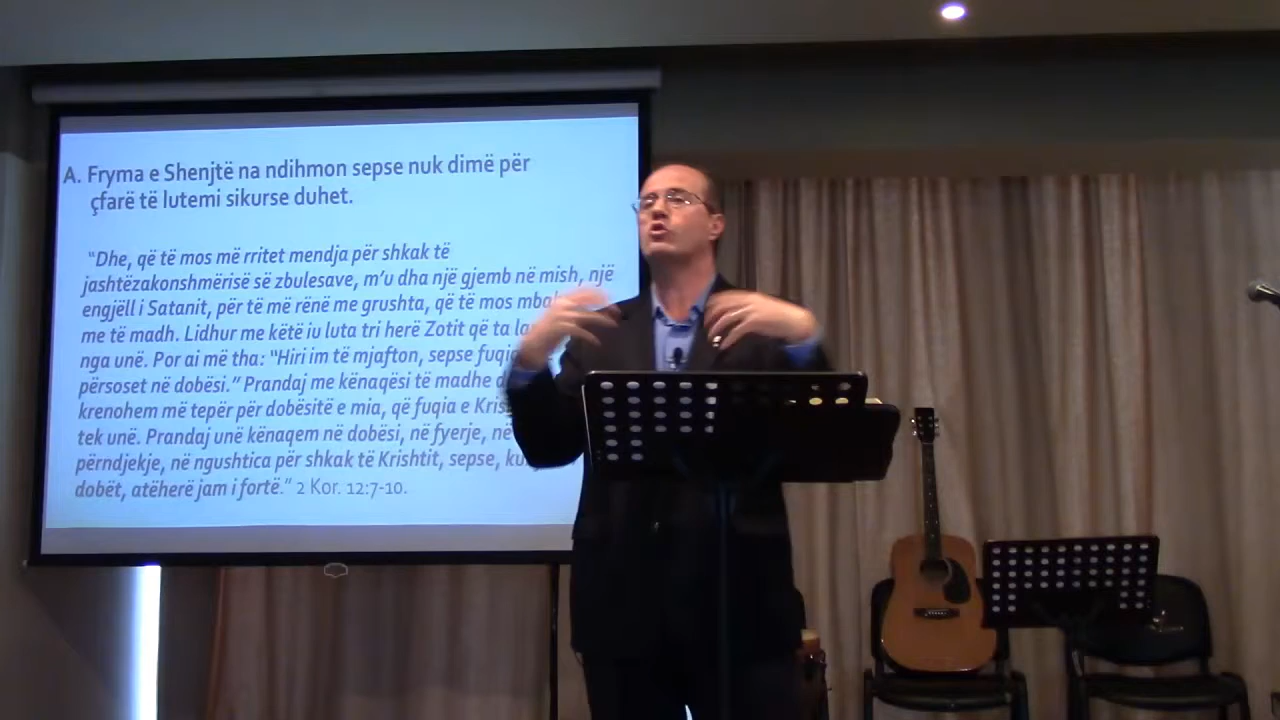 A. Fryma e Shenjtë na ndihmon sepse nuk dimë për
çfarë të lutemi sikurse duhet.
“Dhe, që të mos më rritet mendja për shkak të
jashtëzakonshmërisë së zbulesave, m’u dha një gjemb në mish, një
engjëll i Satanit, për të më rënë me grushta, që të mos
me të madh. Lidhur me këtë iu luta tri herë Zotit që ta
nga unë. Por ai më tha: “Hiri im të mjafton, sepse
përsoset në dobësi.” Prandaj me kënaqësi të madhe
krenohem më tepër për dobësitë e mia, që fuqia e
tek unë. Prandaj unë kënaqem në dobësi, në fyerje, në
përndjekje, në ngushtica për shkak të Krishtit, sepse,
dobët, atëherë jam i fortë.” 2 Kor. 12:7-10.